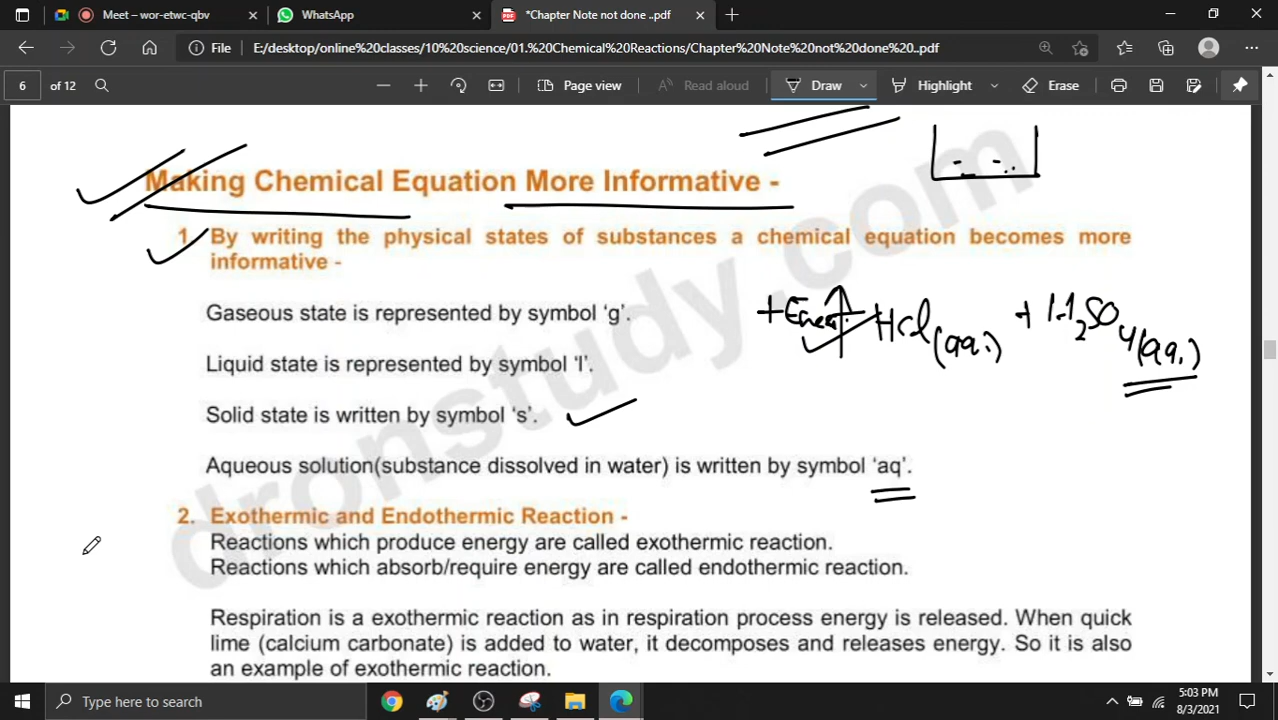 Meet – wor-etwc-qbv
WhatsApp
*Chapter Note not done ..pdf
File
E:/desktop/online%20classes/10%20science/01.%20Chemical%20Reactions/Chapter%20Note%20not%20done%20..pdf
6 of 12
Page view
Read aloud
Draw
Highlight
Erase
Making Chemical Equation More Informative -
1. By writing the physical states of substances a chemical equation becomes more
informative -
Gaseous state is represented by symbol 'g'.
Liquid state is represented by symbol 'l'.
Solid state is written by symbol 's'.
Aqueous solution(substance dissolved in water) is written by symbol 'aq'.
HCl(aq.) + H2SO4(aq.)
2. Exothermic and Endothermic Reaction -
Reactions which produce energy are called exothermic reaction.
Reactions which absorb/require energy are called endothermic reaction.
Respiration is a exothermic reaction as in respiration process energy is released. When quick
lime (calcium carbonate) is added to water, it decomposes and releases energy. So it is also
an example of exothermic reaction.
dronstudy.com
Type here to search
5:03 PM
8/3/2021